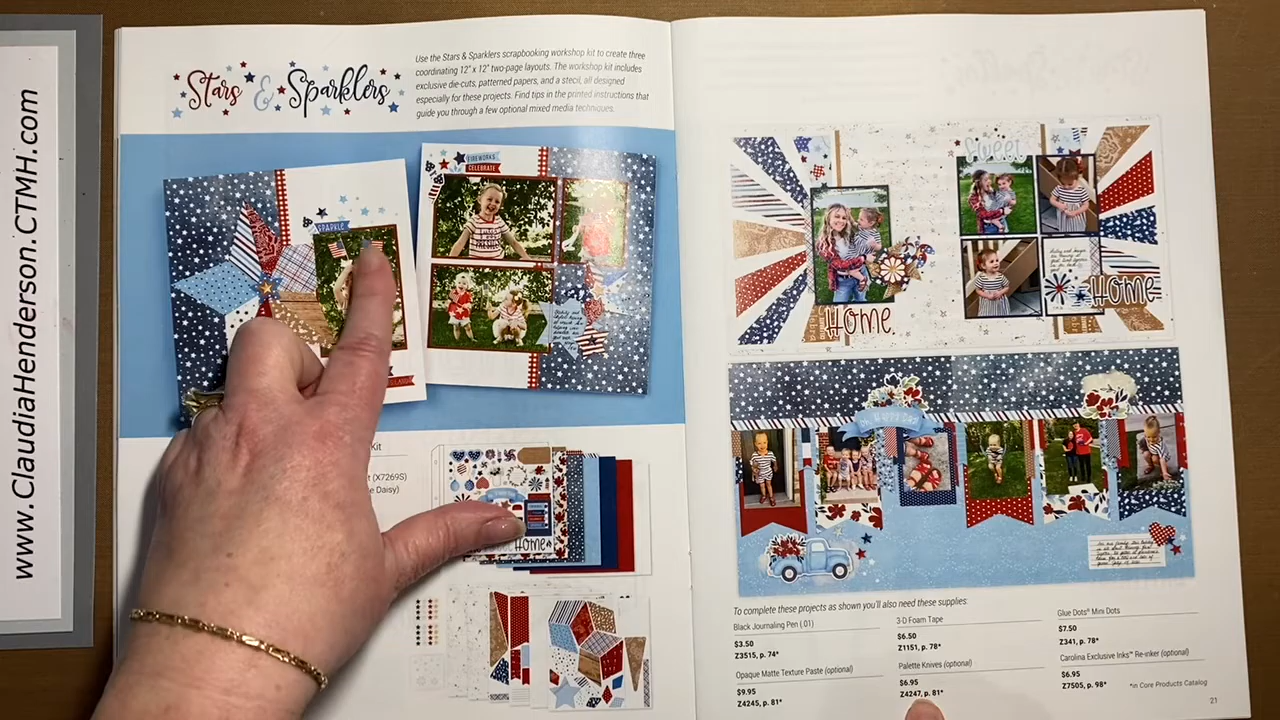 www.ClaudiaHenderson.CTMH.com
Stars & Sparklers
Use the Stars & Sparklers scrapbooking workshop kit to create three
coordinating 12" x 12" two-page layouts. The workshop kit includes
exclusive die-cuts, patterned papers, and a stecil, all designed
especially for these projects. Find tips in the printed instructions that
guide you through a few optional mixed media techniques.
SPARKLE
FIREWORKS
CELEBRATE
Kit
(X7269S)
Daisy)
Home
sweet
Home
Home
To complete these projects as shown you'll also need these supplies:
Black Journaling Pen (.01)
$3.50
Z3515, p. 74*
3-D Foam Tape
$6.50
Z1151, p. 78*
Glue Dots® Mini Dots
$7.50
Z341, p. 78*
Opaque Matte Texture Paste (optional)
$9.95
Z4245, p. 81*
Palette Knives (optional)
$6.95
Z4247, p. 81*
Carolina Exclusive Inks™ Re-inker (optional)
$6.95
Z7505, p. 98*
*in Core Products Catalog
21